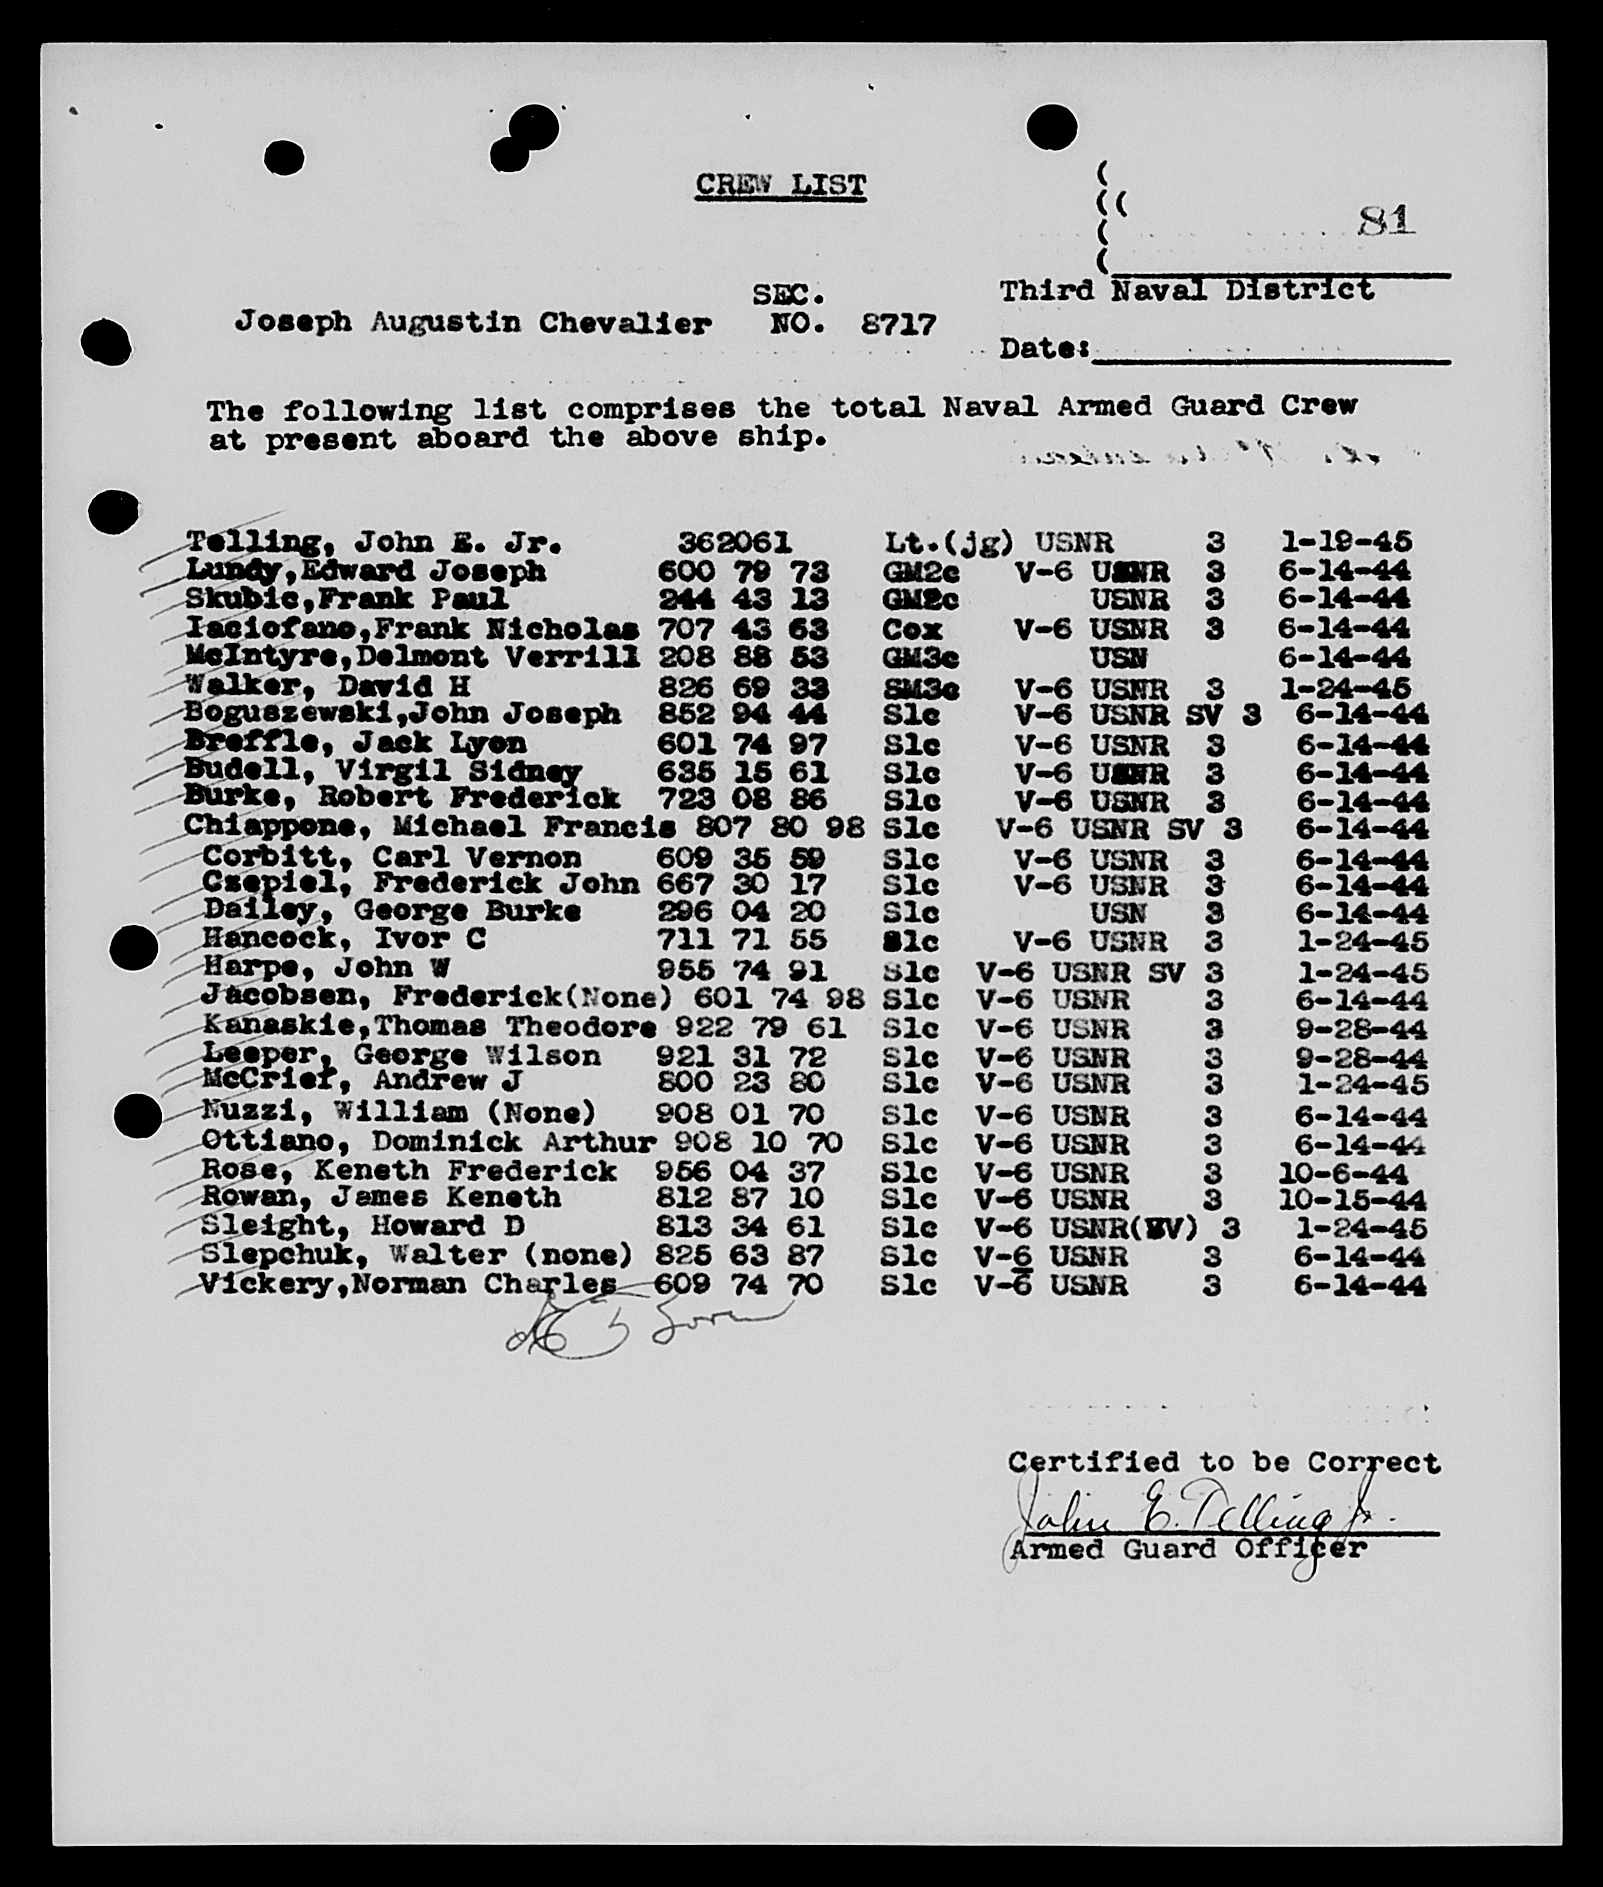 CREW LIST
81
Third Naval District
Joseph Augustin Chevalier SEC. NO. 8717
Date:
The following list comprises the total Naval Armed Guard Crew
at present aboard the above ship.
Telling, John E. Jr. 362061 Lt.(jg) USNR 3 1-19-45
Lundy,Edward Joseph 600 79 73 GM2c V-6 USNR 3 6-14-44
Skubic,Frank Paul 244 43 13 GM2c USNR 3 6-14-44
Iaciofano,Frank Nicholas 707 43 63 Cox V-6 USNR 3 6-14-44
McIntyre,Delmont Verrill 208 88 53 GM3c USN 6-14-44
Walker, David H 826 69 33 SM3c V-6 USNR 3 1-24-45
Boguszewski,John Joseph 852 94 44 S1c V-6 USNR SV 3 6-14-44
Breffle, Jack Lyon 601 74 97 S1c V-6 USNR 3 6-14-44
Budell, Virgil Sidney 635 15 61 S1c V-6 USNR 3 6-14-44
Burke, Robert Frederick 723 08 86 S1c V-6 USNR 3 6-14-44
Chiappone, Michael Francis 807 80 98 S1c V-6 USNR SV 3 6-14-44
Corbitt, Carl Vernon 609 35 59 S1c V-6 USNR 3 6-14-44
Czepiel, Frederick John 667 30 17 S1c V-6 USNR 3 6-14-44
Dailey, George Burke 296 04 20 S1c USN 3 6-14-44
Hancock, Ivor C 711 71 55 S1c V-6 USNR 3 1-24-45
Harpe, John W 955 74 91 S1c V-6 USNR SV 3 1-24-45
Jacobsen, Frederick(None) 601 74 98 S1c V-6 USNR 3 6-14-44
Kanaskie,Thomas Theodore 922 79 61 S1c V-6 USNR 3 9-28-44
Leeper, George Wilson 921 31 72 S1c V-6 USNR 3 9-28-44
McCrief, Andrew J 800 23 80 S1c V-6 USNR 3 1-24-45
Nuzzi, William (None) 908 01 70 S1c V-6 USNR 3 6-14-44
Ottiano, Dominick Arthur 908 10 70 S1c V-6 USNR 3 6-14-44
Rose, Keneth Frederick 956 04 37 S1c V-6 USNR 3 10-6-44
Rowan, James Keneth 812 87 10 S1c V-6 USNR 3 10-15-44
Sleight, Howard D 813 34 61 S1c V-6 USNR(SV) 3 1-24-45
Slepchuk, Walter (none) 825 63 87 S1c V-6 USNR 3 6-14-44
Vickery,Norman Charles 609 74 70 S1c V-6 USNR 3 6-14-44
Certified to be Correct
John E. Telling Jr.
Armed Guard Officer